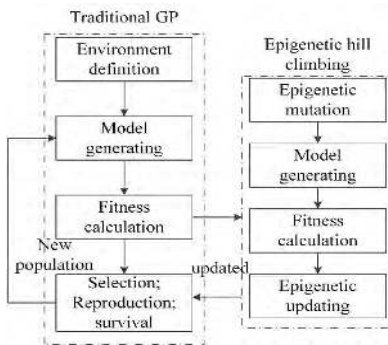 Traditional GP
Environment
definition
Model
generating
Fitness
calculation
New
population
Selection;
Reproduction;
survival
Epigenetic hill
climbing
Epigenetic
mutation
Model
generating
Fitness
calculation
updated
Epigenetic
updating